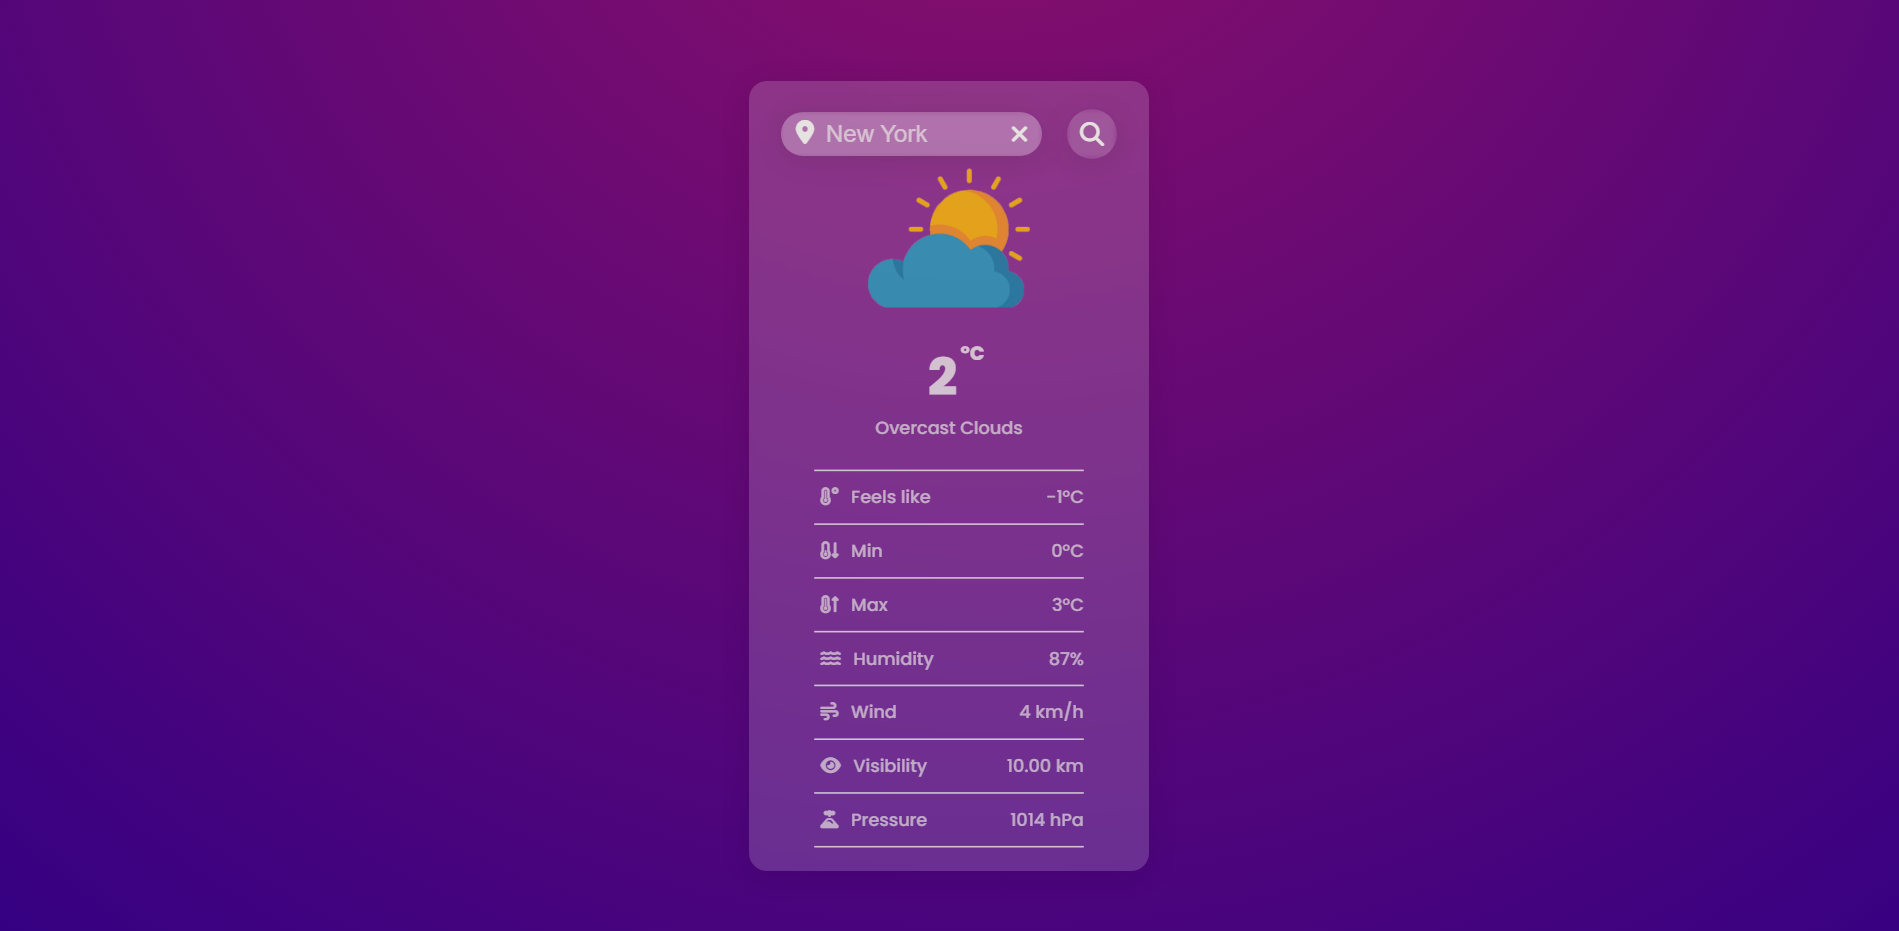 New York
2 °C
Overcast Clouds
Feels like -1°C
Min 0°C
Max 3°C
Humidity 87%
Wind 4 km/h
Visibility 10.00 km
Pressure 1014 hPa